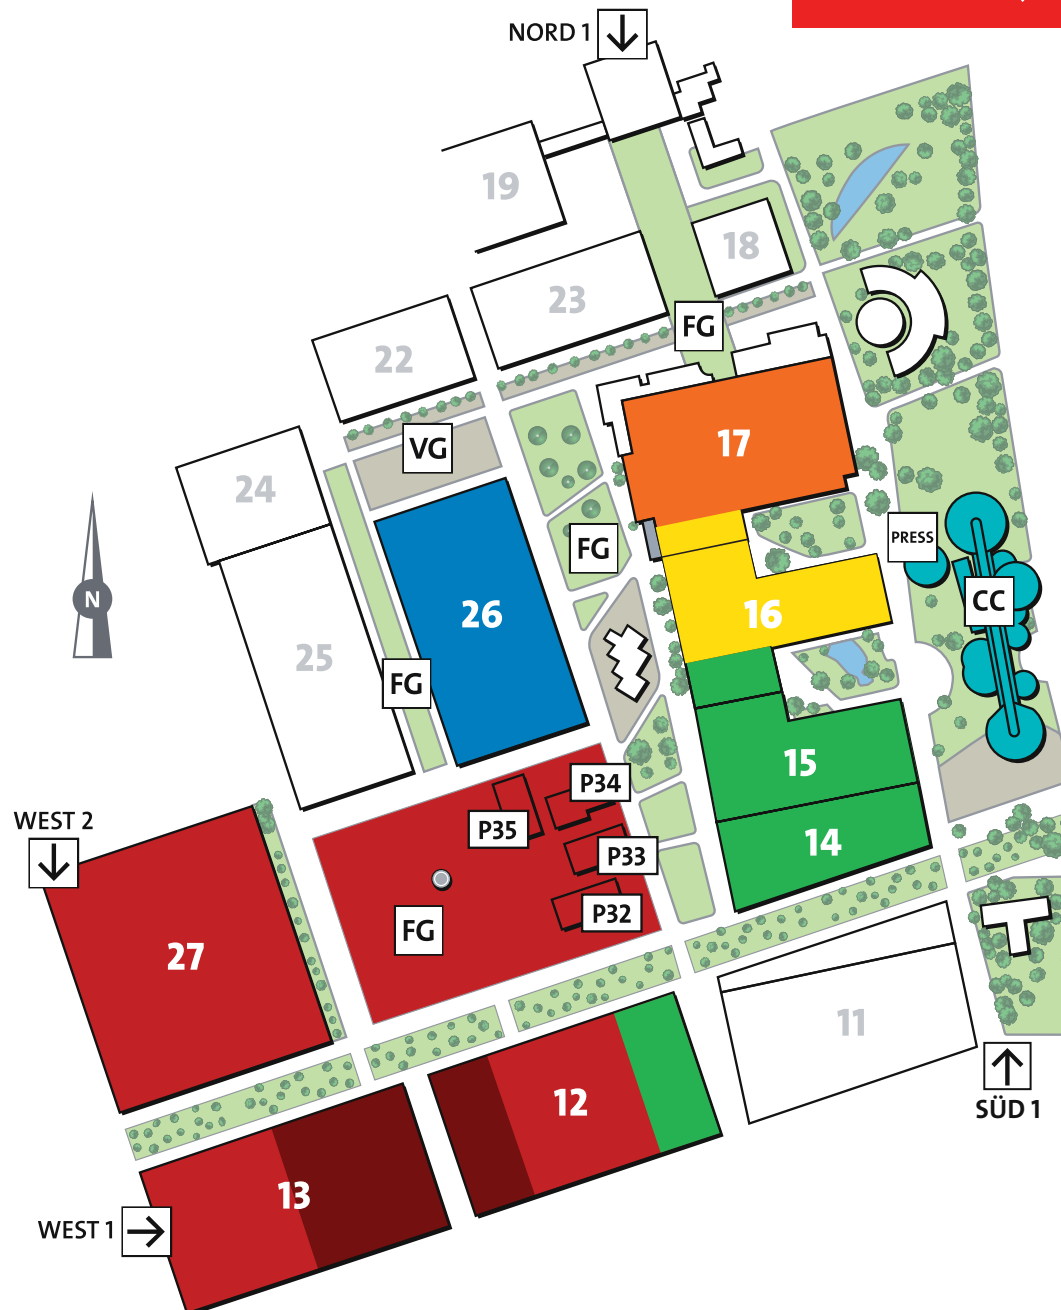 NORD 1
19
18
23
FG
22
17
VG
24
PRESS
FG
CC
26
16
25
N
FG
15
P34
P35
WEST 2
14
P33
P32
FG
27
11
12
SÜD 1
13
WEST 1